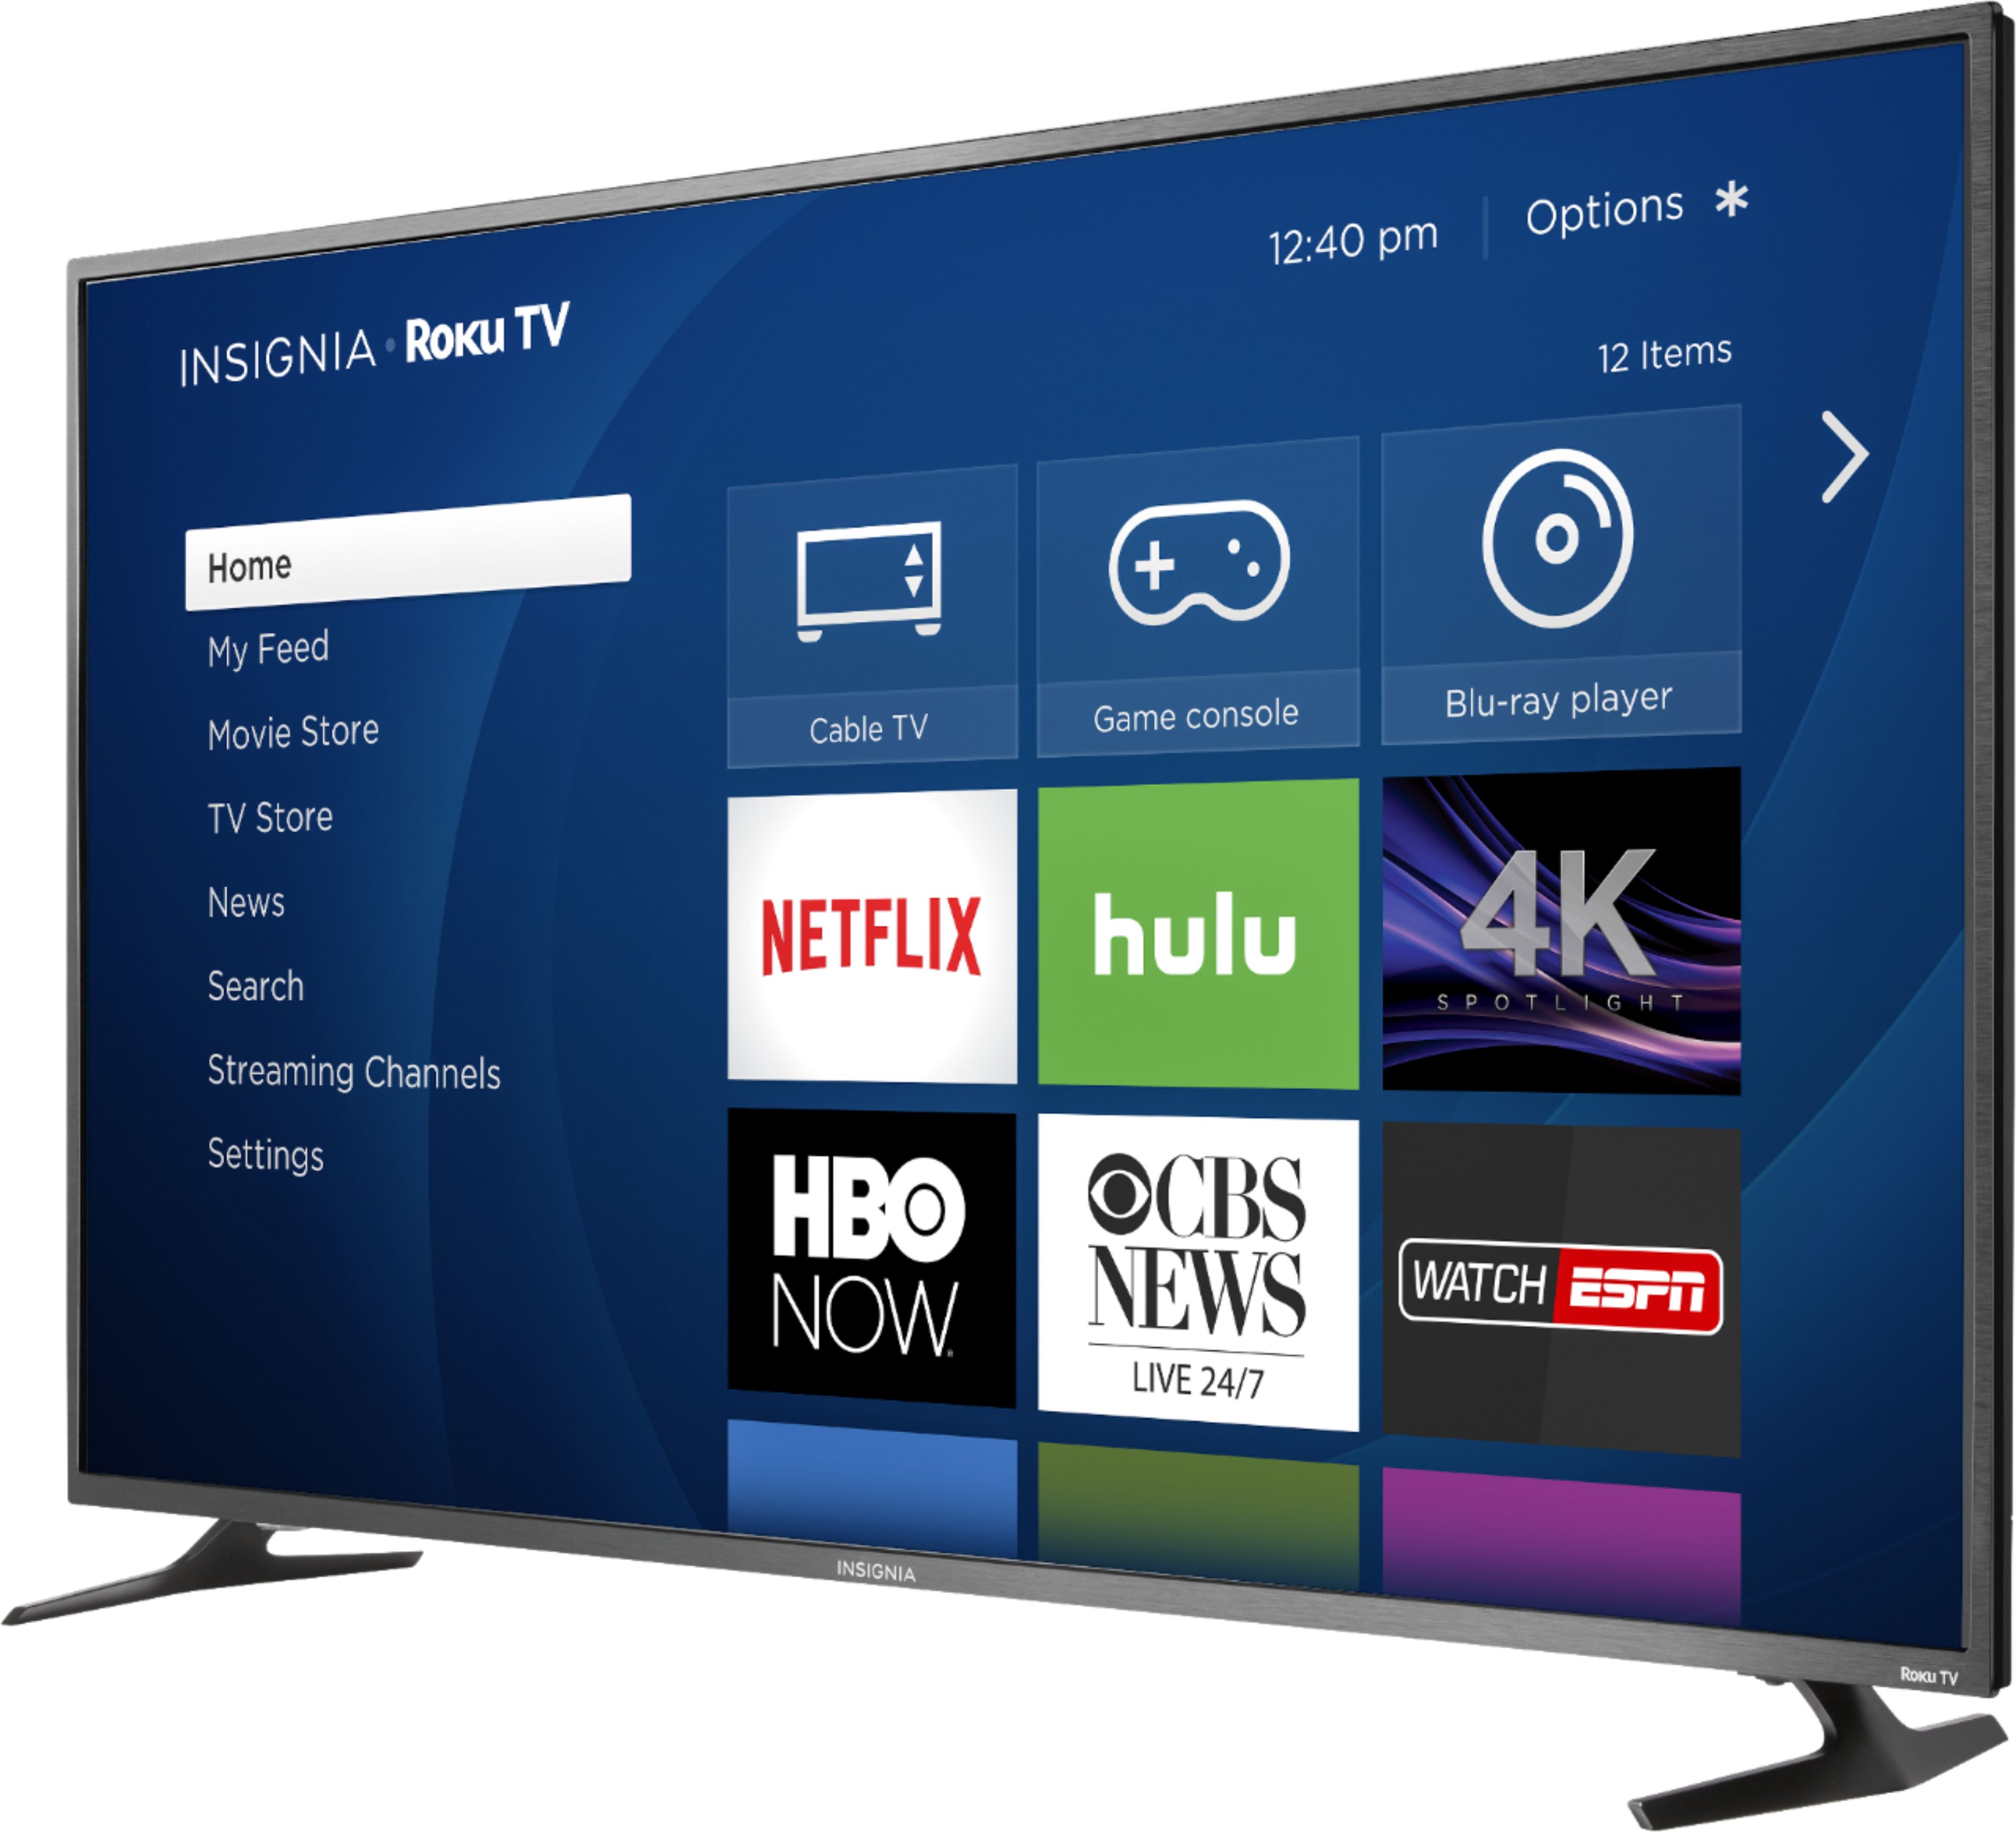 12:40 pm
Options *
INSIGNIA • Roku TV
12 Items
Home
My Feed
Movie Store
TV Store
News
Search
Streaming Channels
Settings
Cable TV
Game console
Blu-ray player
NETFLIX
hulu
4K
SPOTLIGHT
HBO
NOW
CBS
NEWS
LIVE 24/7
WATCH ESPN
INSIGNIA
Roku TV